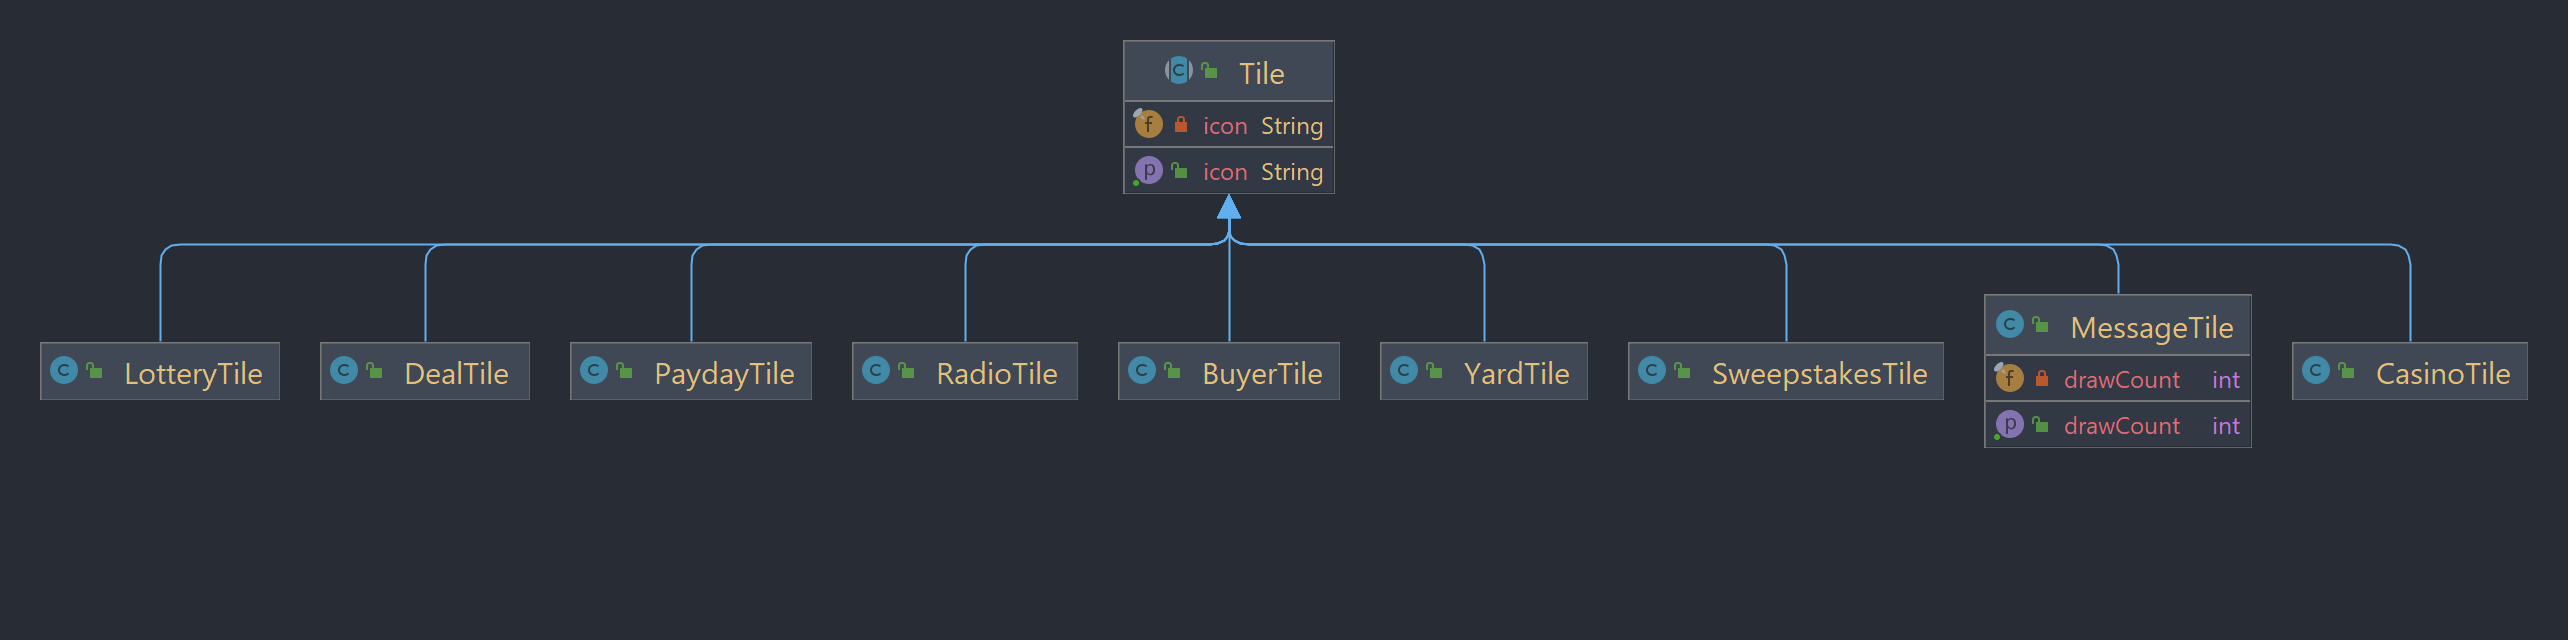 C Tile
f icon String
p icon String
C LotteryTile
C DealTile
C PaydayTile
C RadioTile
C BuyerTile
C YardTile
C SweepstakesTile
C MessageTile
f drawCount int
p drawCount int
C CasinoTile